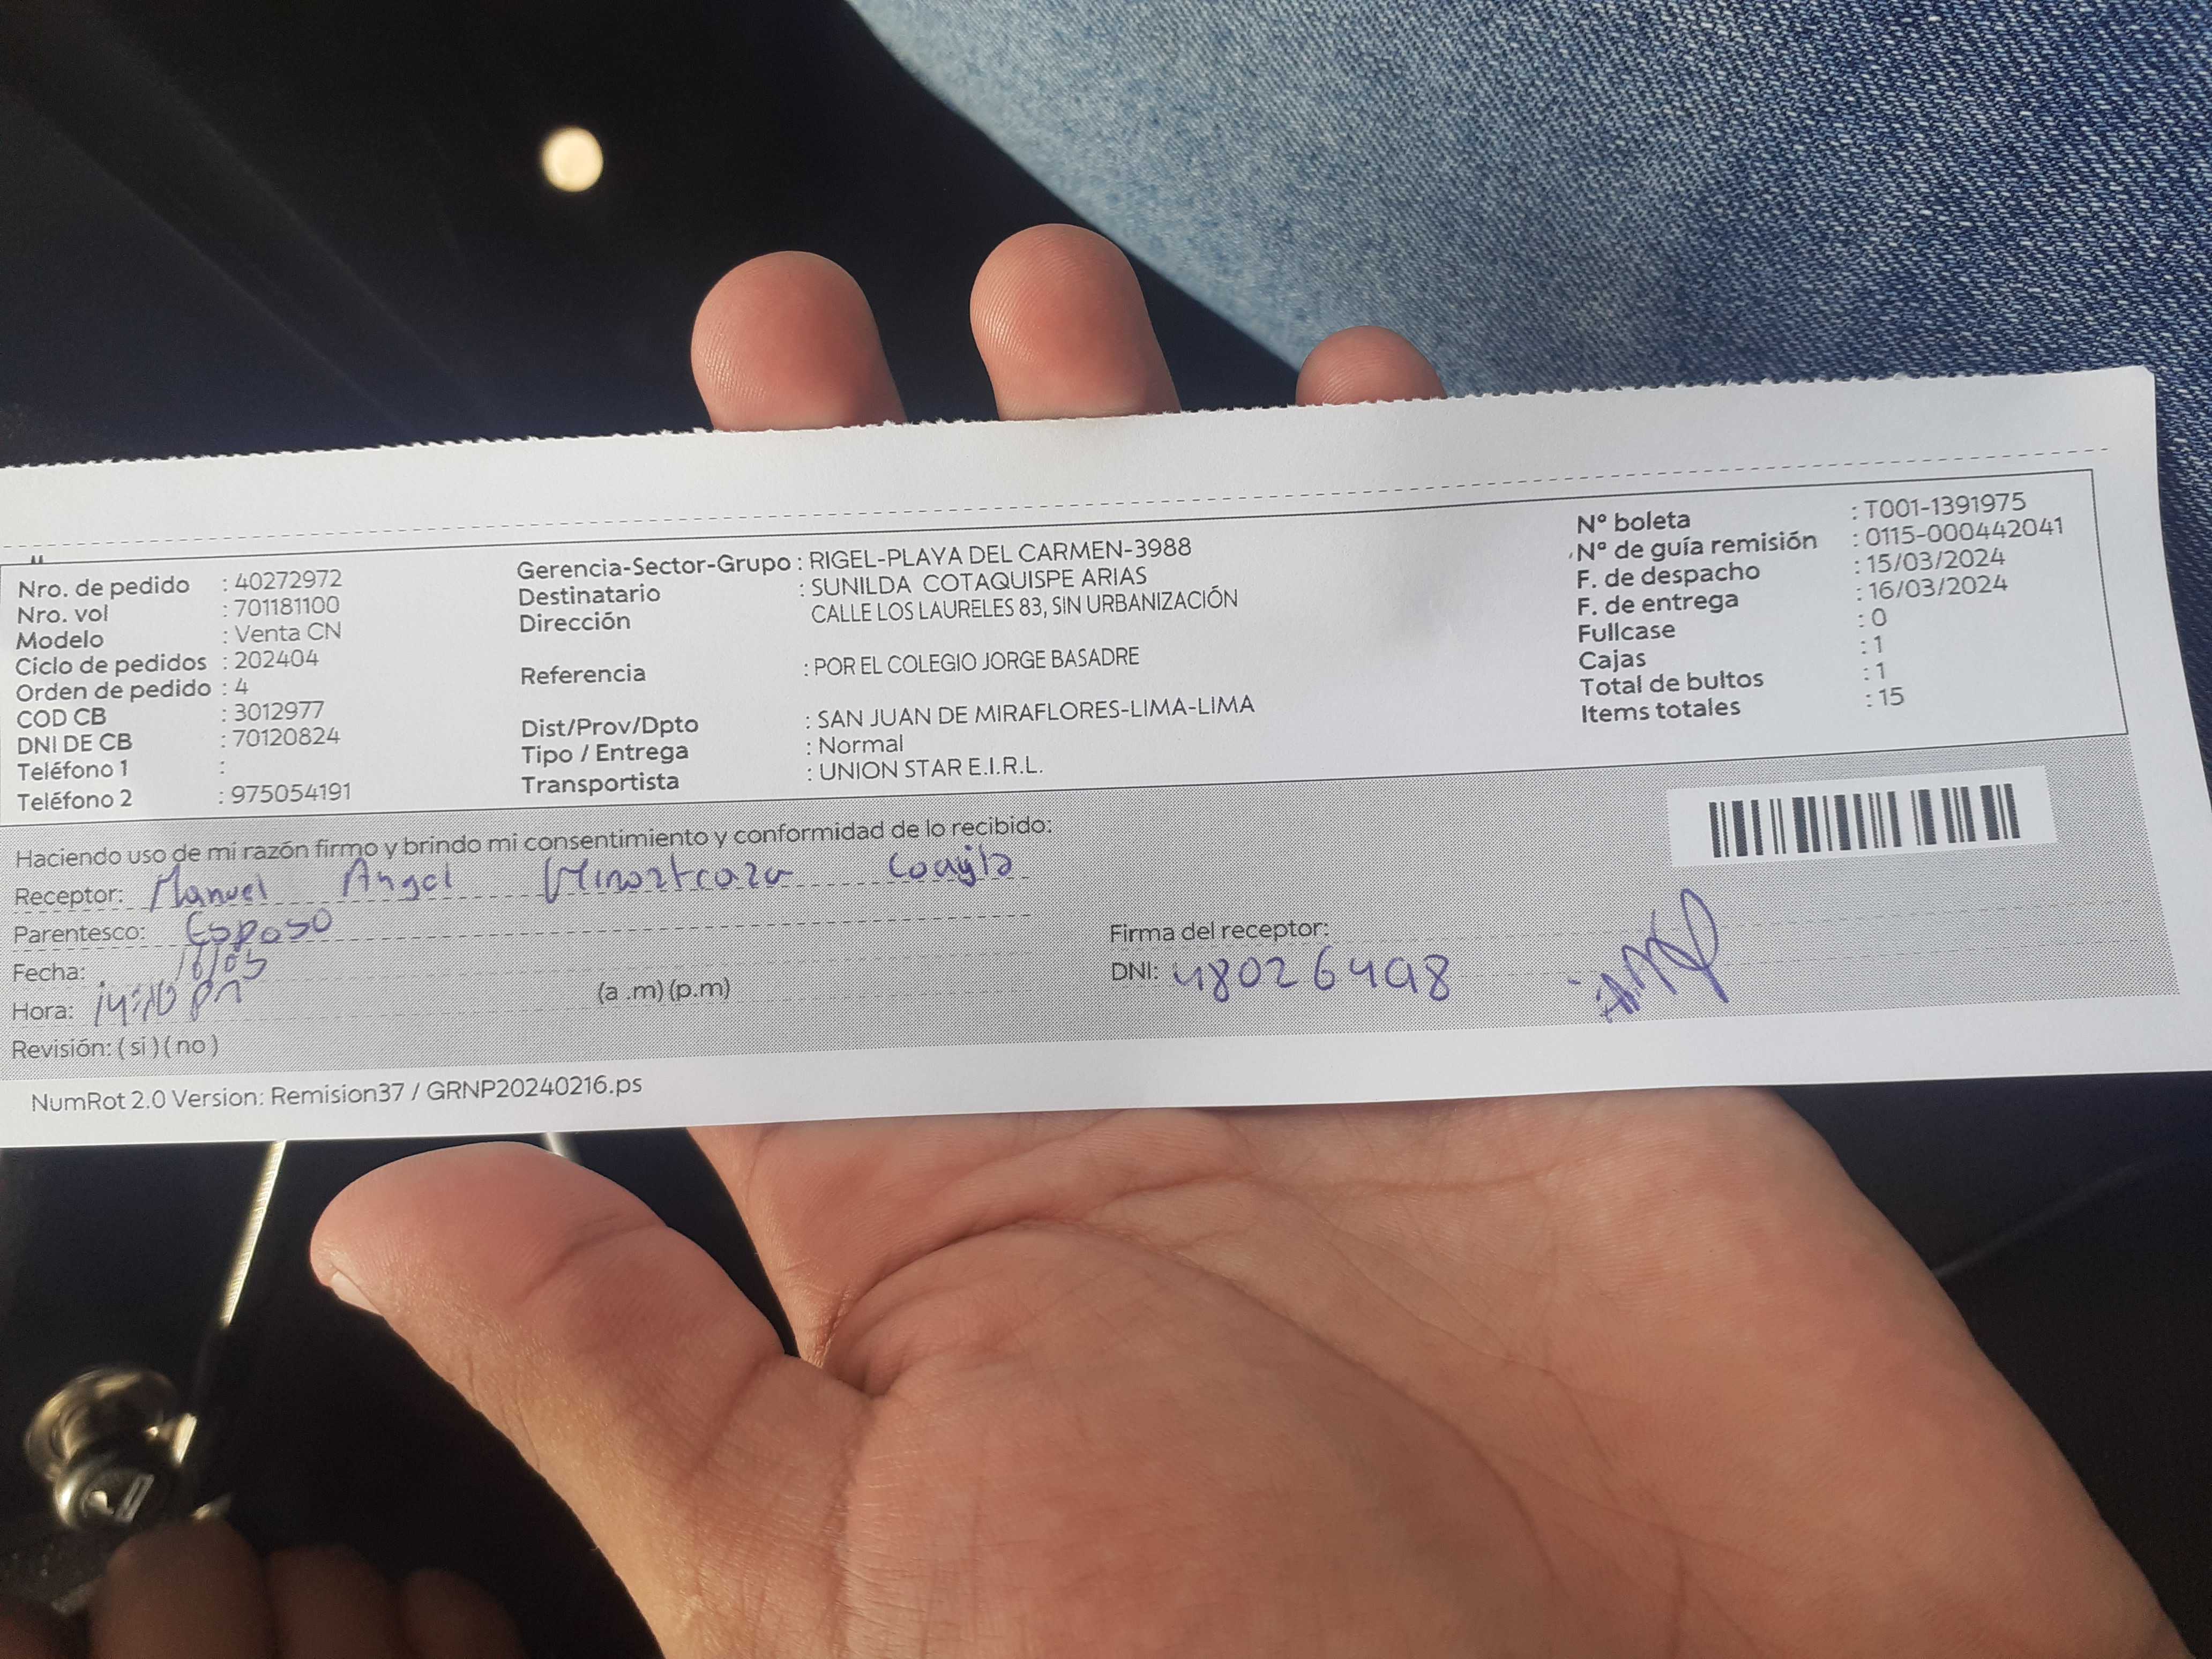 Nro. de pedido : 40272972
Nro. vol : 701181100
Modelo : Venta CN
Ciclo de pedidos : 202404
Orden de pedido : 4
COD CB : 3012977
DNI DE CB : 70120824
Teléfono 1 :
Teléfono 2 : 975054191
Gerencia-Sector-Grupo : RIGEL-PLAYA DEL CARMEN-3988
Destinatario : SUNILDA COTAQUISPE ARIAS
Dirección CALLE LOS LAURELES 83, SIN URBANIZACIÓN
Referencia : POR EL COLEGIO JORGE BASADRE
Dist/Prov/Dpto : SAN JUAN DE MIRAFLORES-LIMA-LIMA
Tipo / Entrega : Normal
Transportista : UNION STAR E.I.R.L.
N° boleta : T001-1391975
N° de guía remisión : 0115-000442041
F. de despacho : 15/03/2024
F. de entrega : 16/03/2024
Fullcase : 0
Cajas : 1
Total de bultos : 1
Items totales : 15
Haciendo uso de mi razón firmo y brindo mi consentimiento y conformidad de lo recibido:
Receptor: Manuel Angel
Parentesco: Esposo
Fecha: 16/03
Hora: (a .m) (p.m)
Revisión: ( si ) ( no )
Firma del receptor:
DNI: 48026498
NumRot 2.0 Version: Remision37 / GRNP20240216.ps